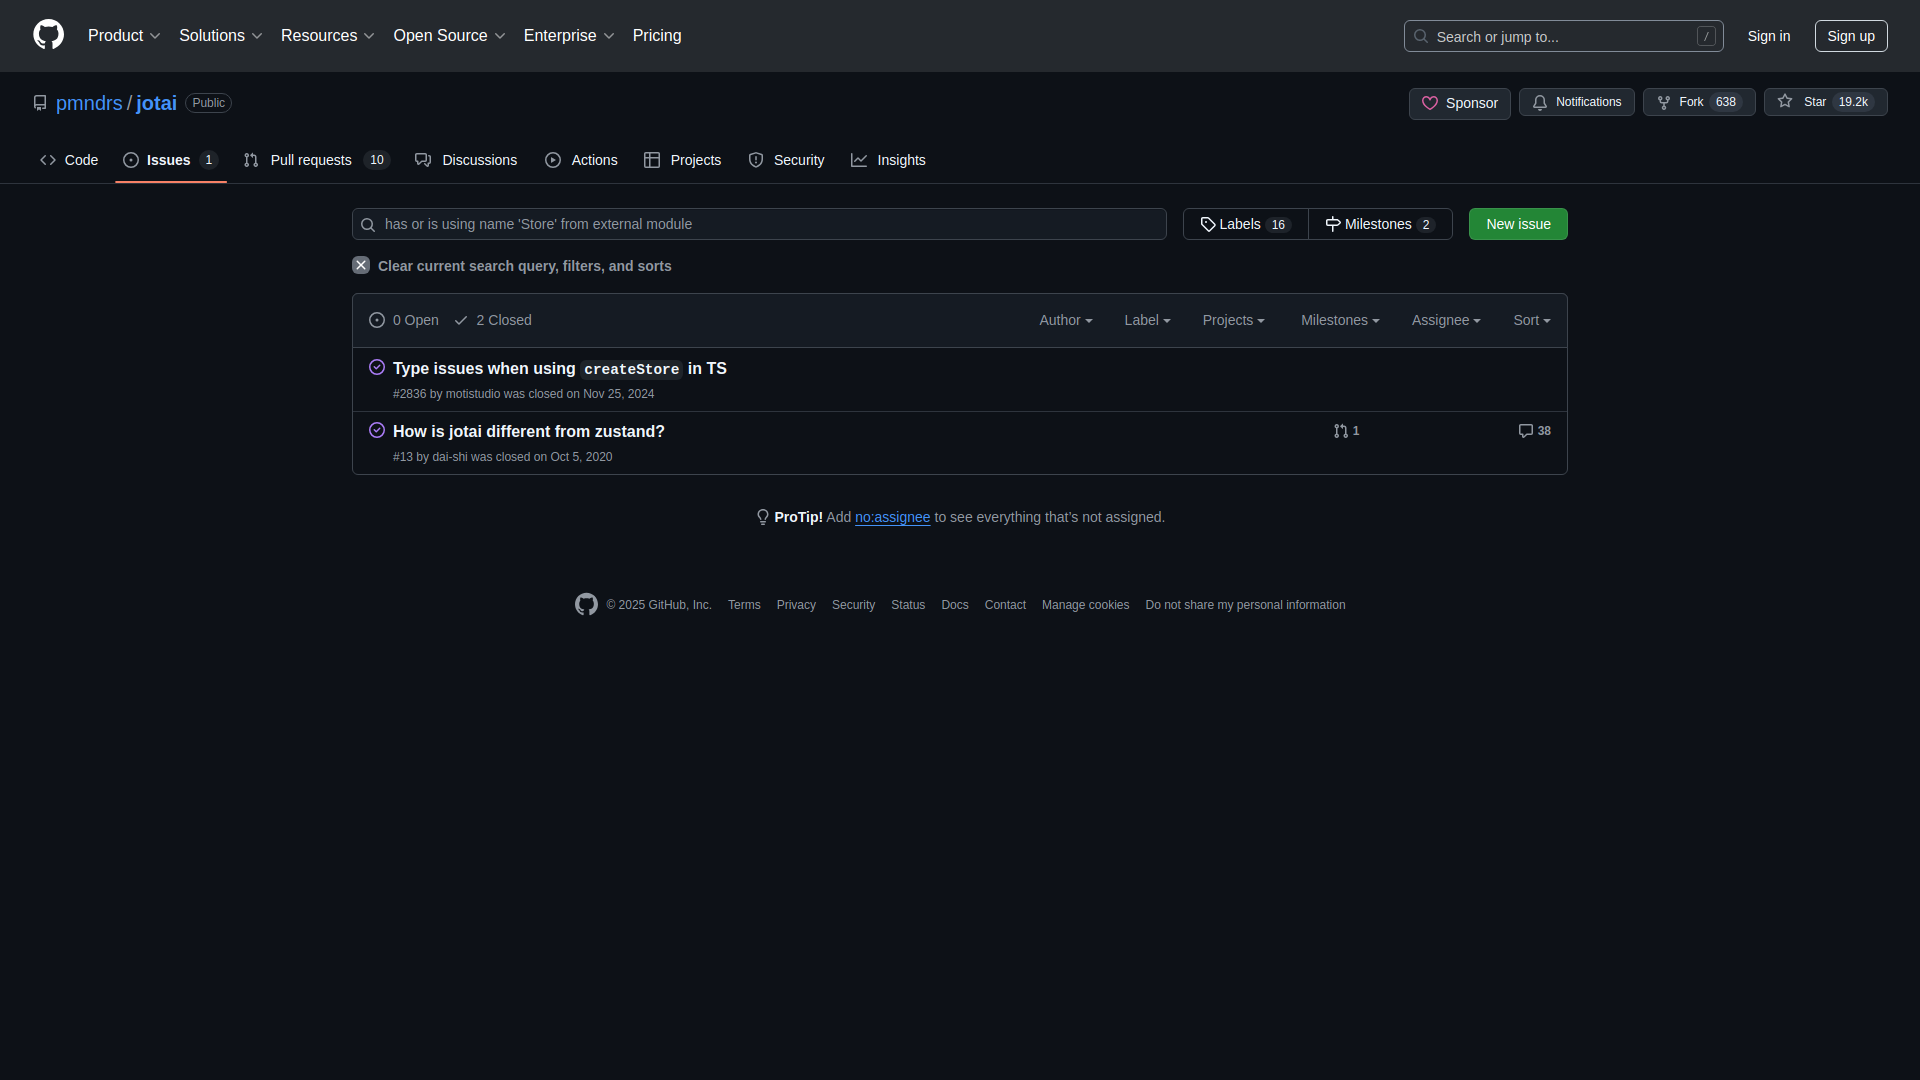 Product Solutions Resources Open Source Enterprise Pricing Search or jump to... / Sign in Sign up
pmndrs / jotai Public Sponsor Notifications Fork 638 Star 19.2k
Code Issues 1 Pull requests 10 Discussions Actions Projects Security Insights
has or is using name 'Store' from external module Labels 16 Milestones 2 New issue
Clear current search query, filters, and sorts
0 Open 2 Closed Author Label Projects Milestones Assignee Sort
Type issues when using createStore in TS
#2836 by motistudio was closed on Nov 25, 2024
How is jotai different from zustand? 1 38
#13 by dai-shi was closed on Oct 5, 2020
ProTip! Add no:assignee to see everything that’s not assigned.
© 2025 GitHub, Inc. Terms Privacy Security Status Docs Contact Manage cookies Do not share my personal information